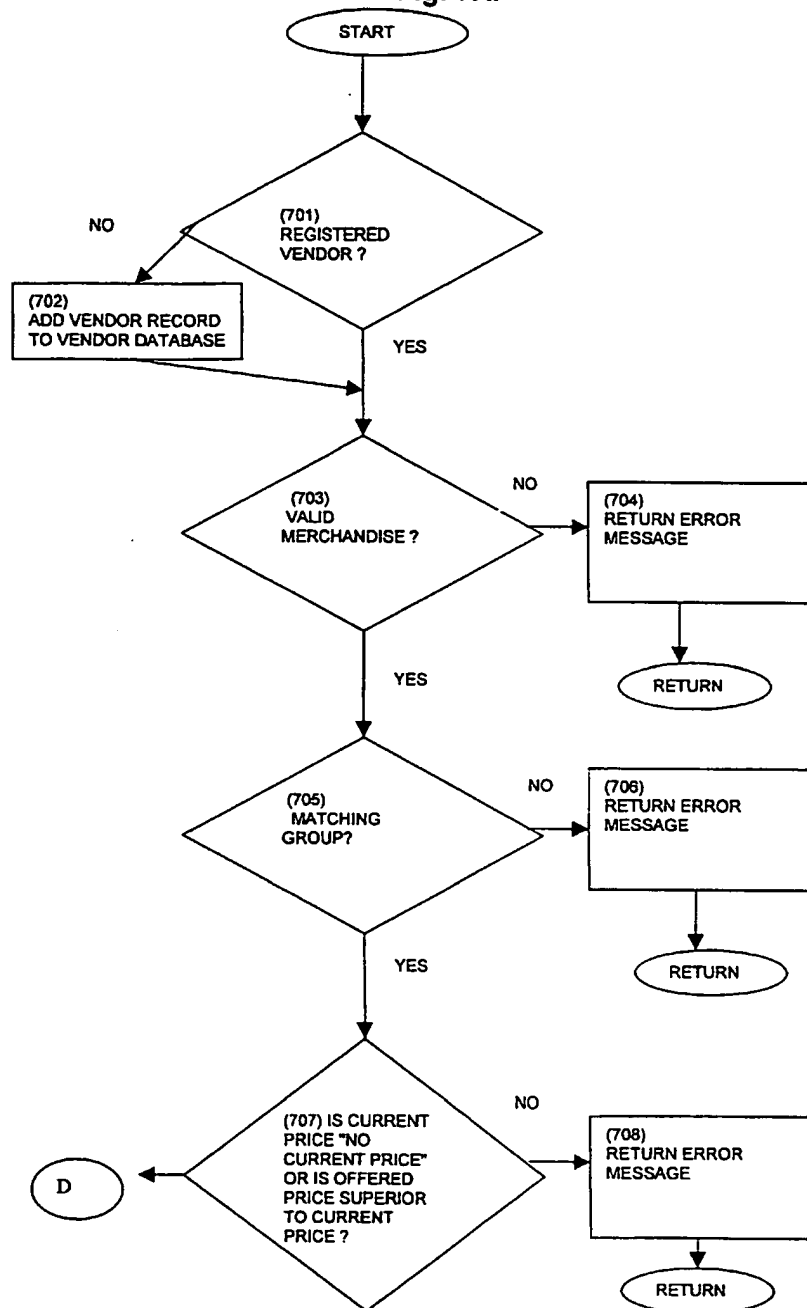 START
NO
(701)
REGISTERED
VENDOR ?
(702)
ADD VENDOR RECORD
TO VENDOR DATABASE
YES
(703)
VALID
MERCHANDISE ?
NO
(704)
RETURN ERROR
MESSAGE
YES
RETURN
(705)
MATCHING
GROUP?
NO
(706)
RETURN ERROR
MESSAGE
YES
RETURN
(707) IS CURRENT
PRICE "NO
CURRENT PRICE"
OR IS OFFERED
PRICE SUPERIOR
TO CURRENT
PRICE ?
NO
(708)
RETURN ERROR
MESSAGE
D
RETURN